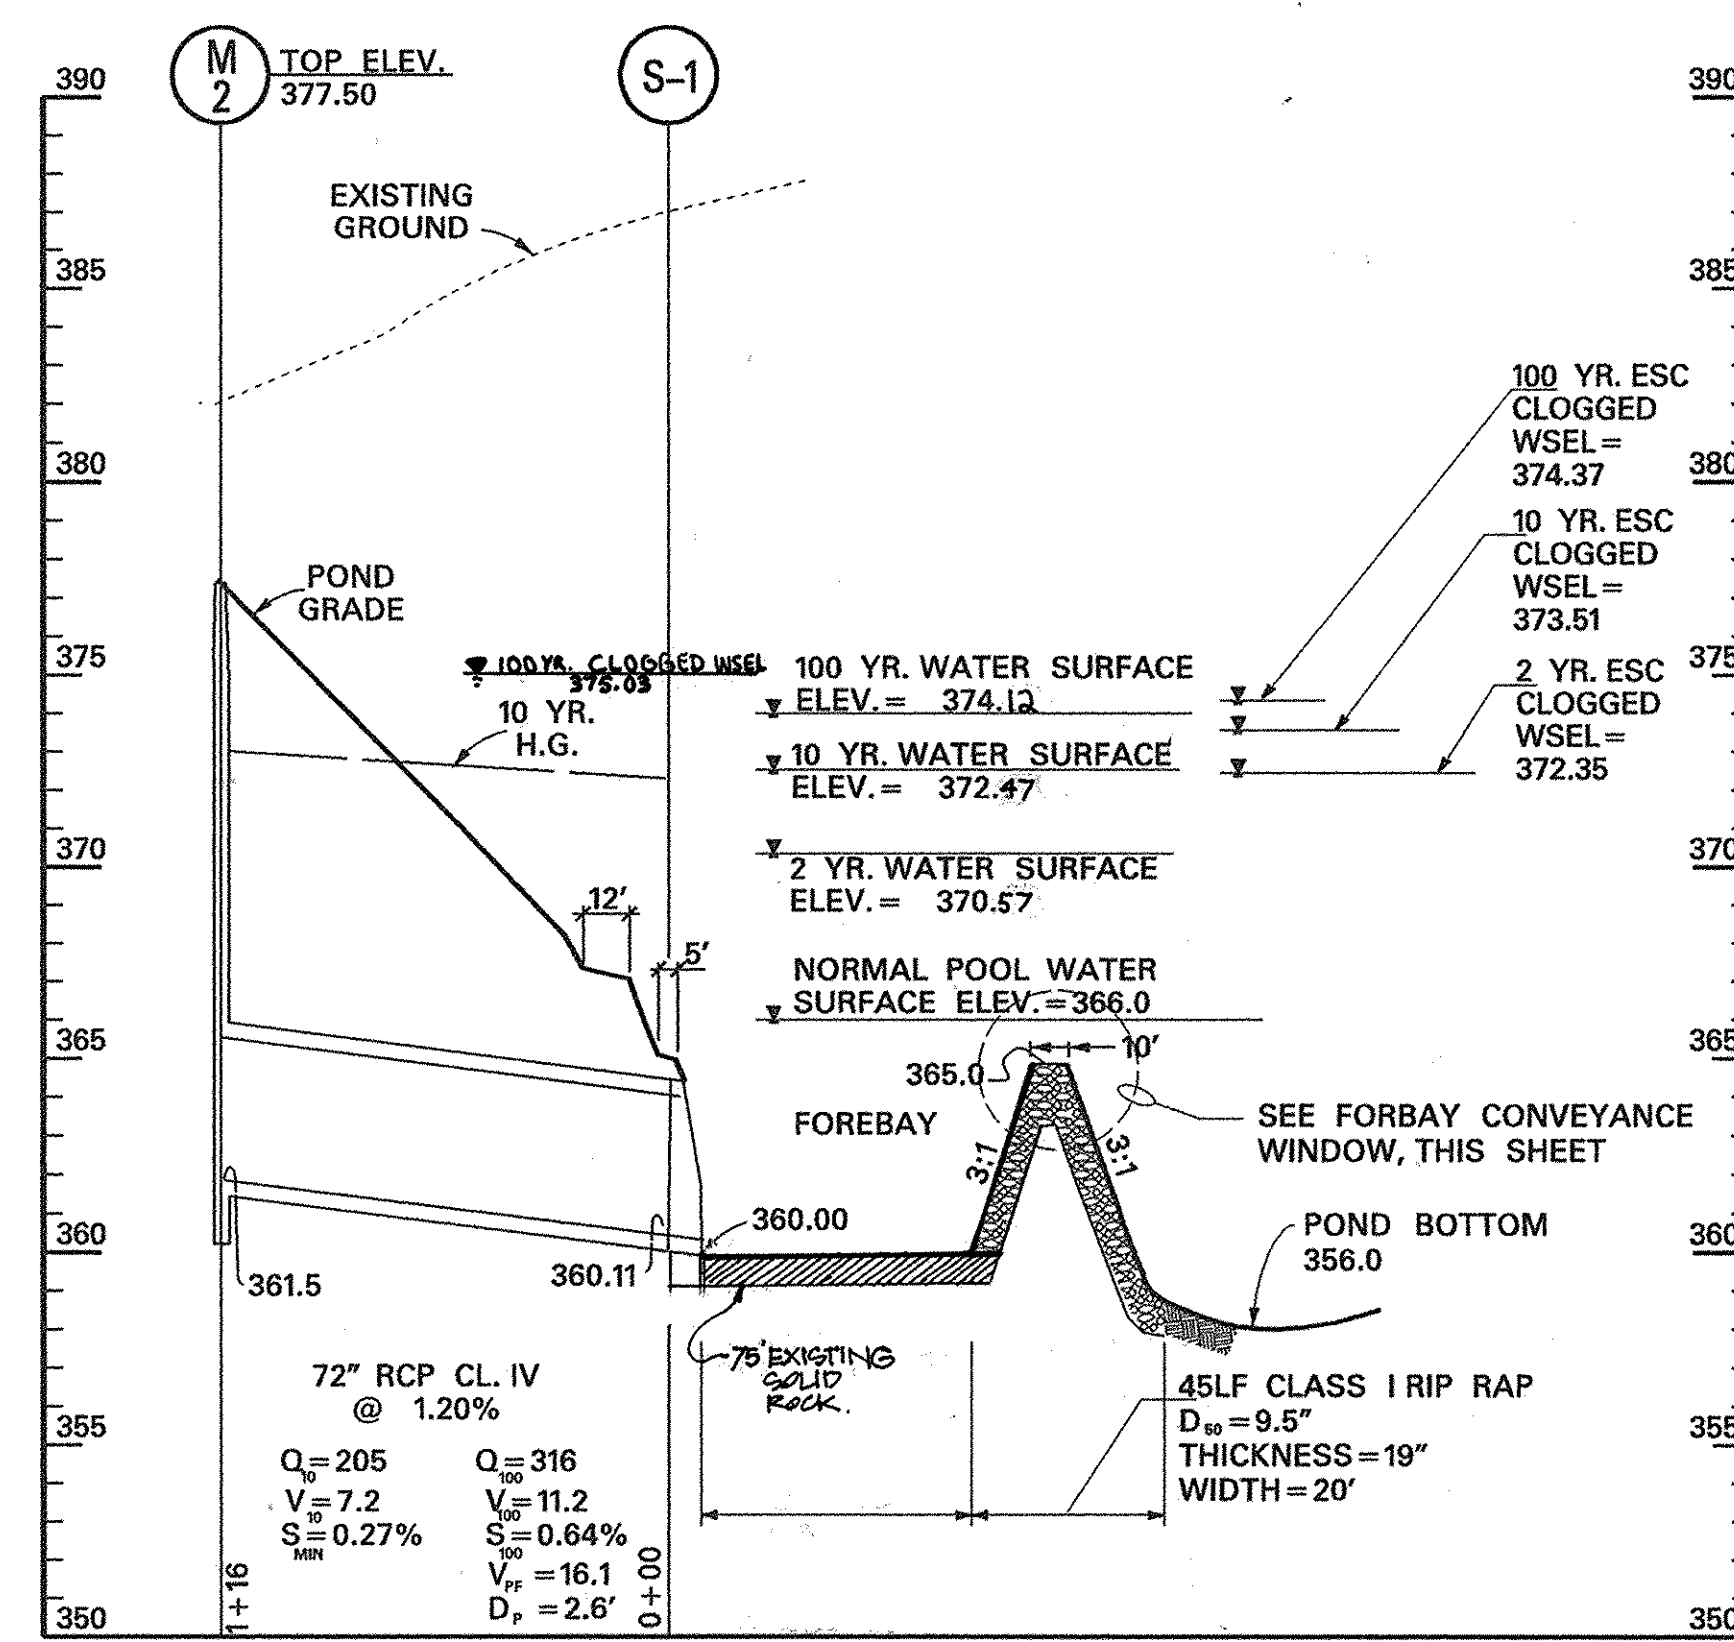 M
2
TOP ELEV.
377.50
S-1
390
385
380
375
370
365
360
355
350
EXISTING
GROUND
POND
GRADE
100 YR. CLOGGED WSEL
375.03
10 YR.
H.G.
12'
5'
100 YR. WATER SURFACE
ELEV. = 374.12
10 YR. WATER SURFACE
ELEV. = 372.47
2 YR. WATER SURFACE
ELEV. = 370.57
NORMAL POOL WATER
SURFACE ELEV. = 366.0
100 YR. ESC
CLOGGED
WSEL =
374.37
10 YR. ESC
CLOGGED
WSEL =
373.51
2 YR. ESC
CLOGGED
WSEL =
372.35
10'
365.0
FOREBAY
3:1
3:1
SEE FORBAY CONVEYANCE
WINDOW, THIS SHEET
360.00
POND BOTTOM
356.0
361.5
360.11
75' EXISTING
SOLID
ROCK.
72" RCP CL. IV
@ 1.20%
Q10 = 205
V10 = 7.2
SMIN = 0.27%
Q100 = 316
V100 = 11.2
S100 = 0.64%
VPF = 16.1
DP = 2.6'
45LF CLASS I RIP RAP
D50 = 9.5"
THICKNESS = 19"
WIDTH = 20'
1 + 16
0 + 00
390
385
380
375
370
365
360
355
350